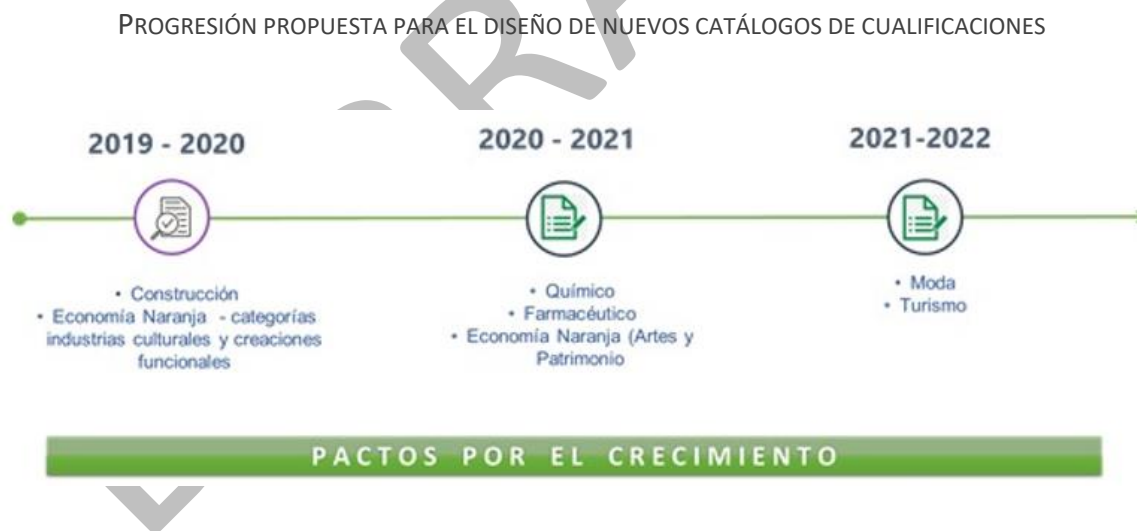 PROGRESIÓN PROPUESTA PARA EL DISEÑO DE NUEVOS CATÁLOGOS DE CUALIFICACIONES
2019 - 2020
• Construcción
• Economía Naranja - categorías
industrias culturales y creaciones
funcionales
2020 - 2021
• Químico
• Farmacéutico
• Economía Naranja (Artes y
Patrimonio
2021-2022
• Moda
• Turismo
PACTOS POR EL CRECIMIENTO